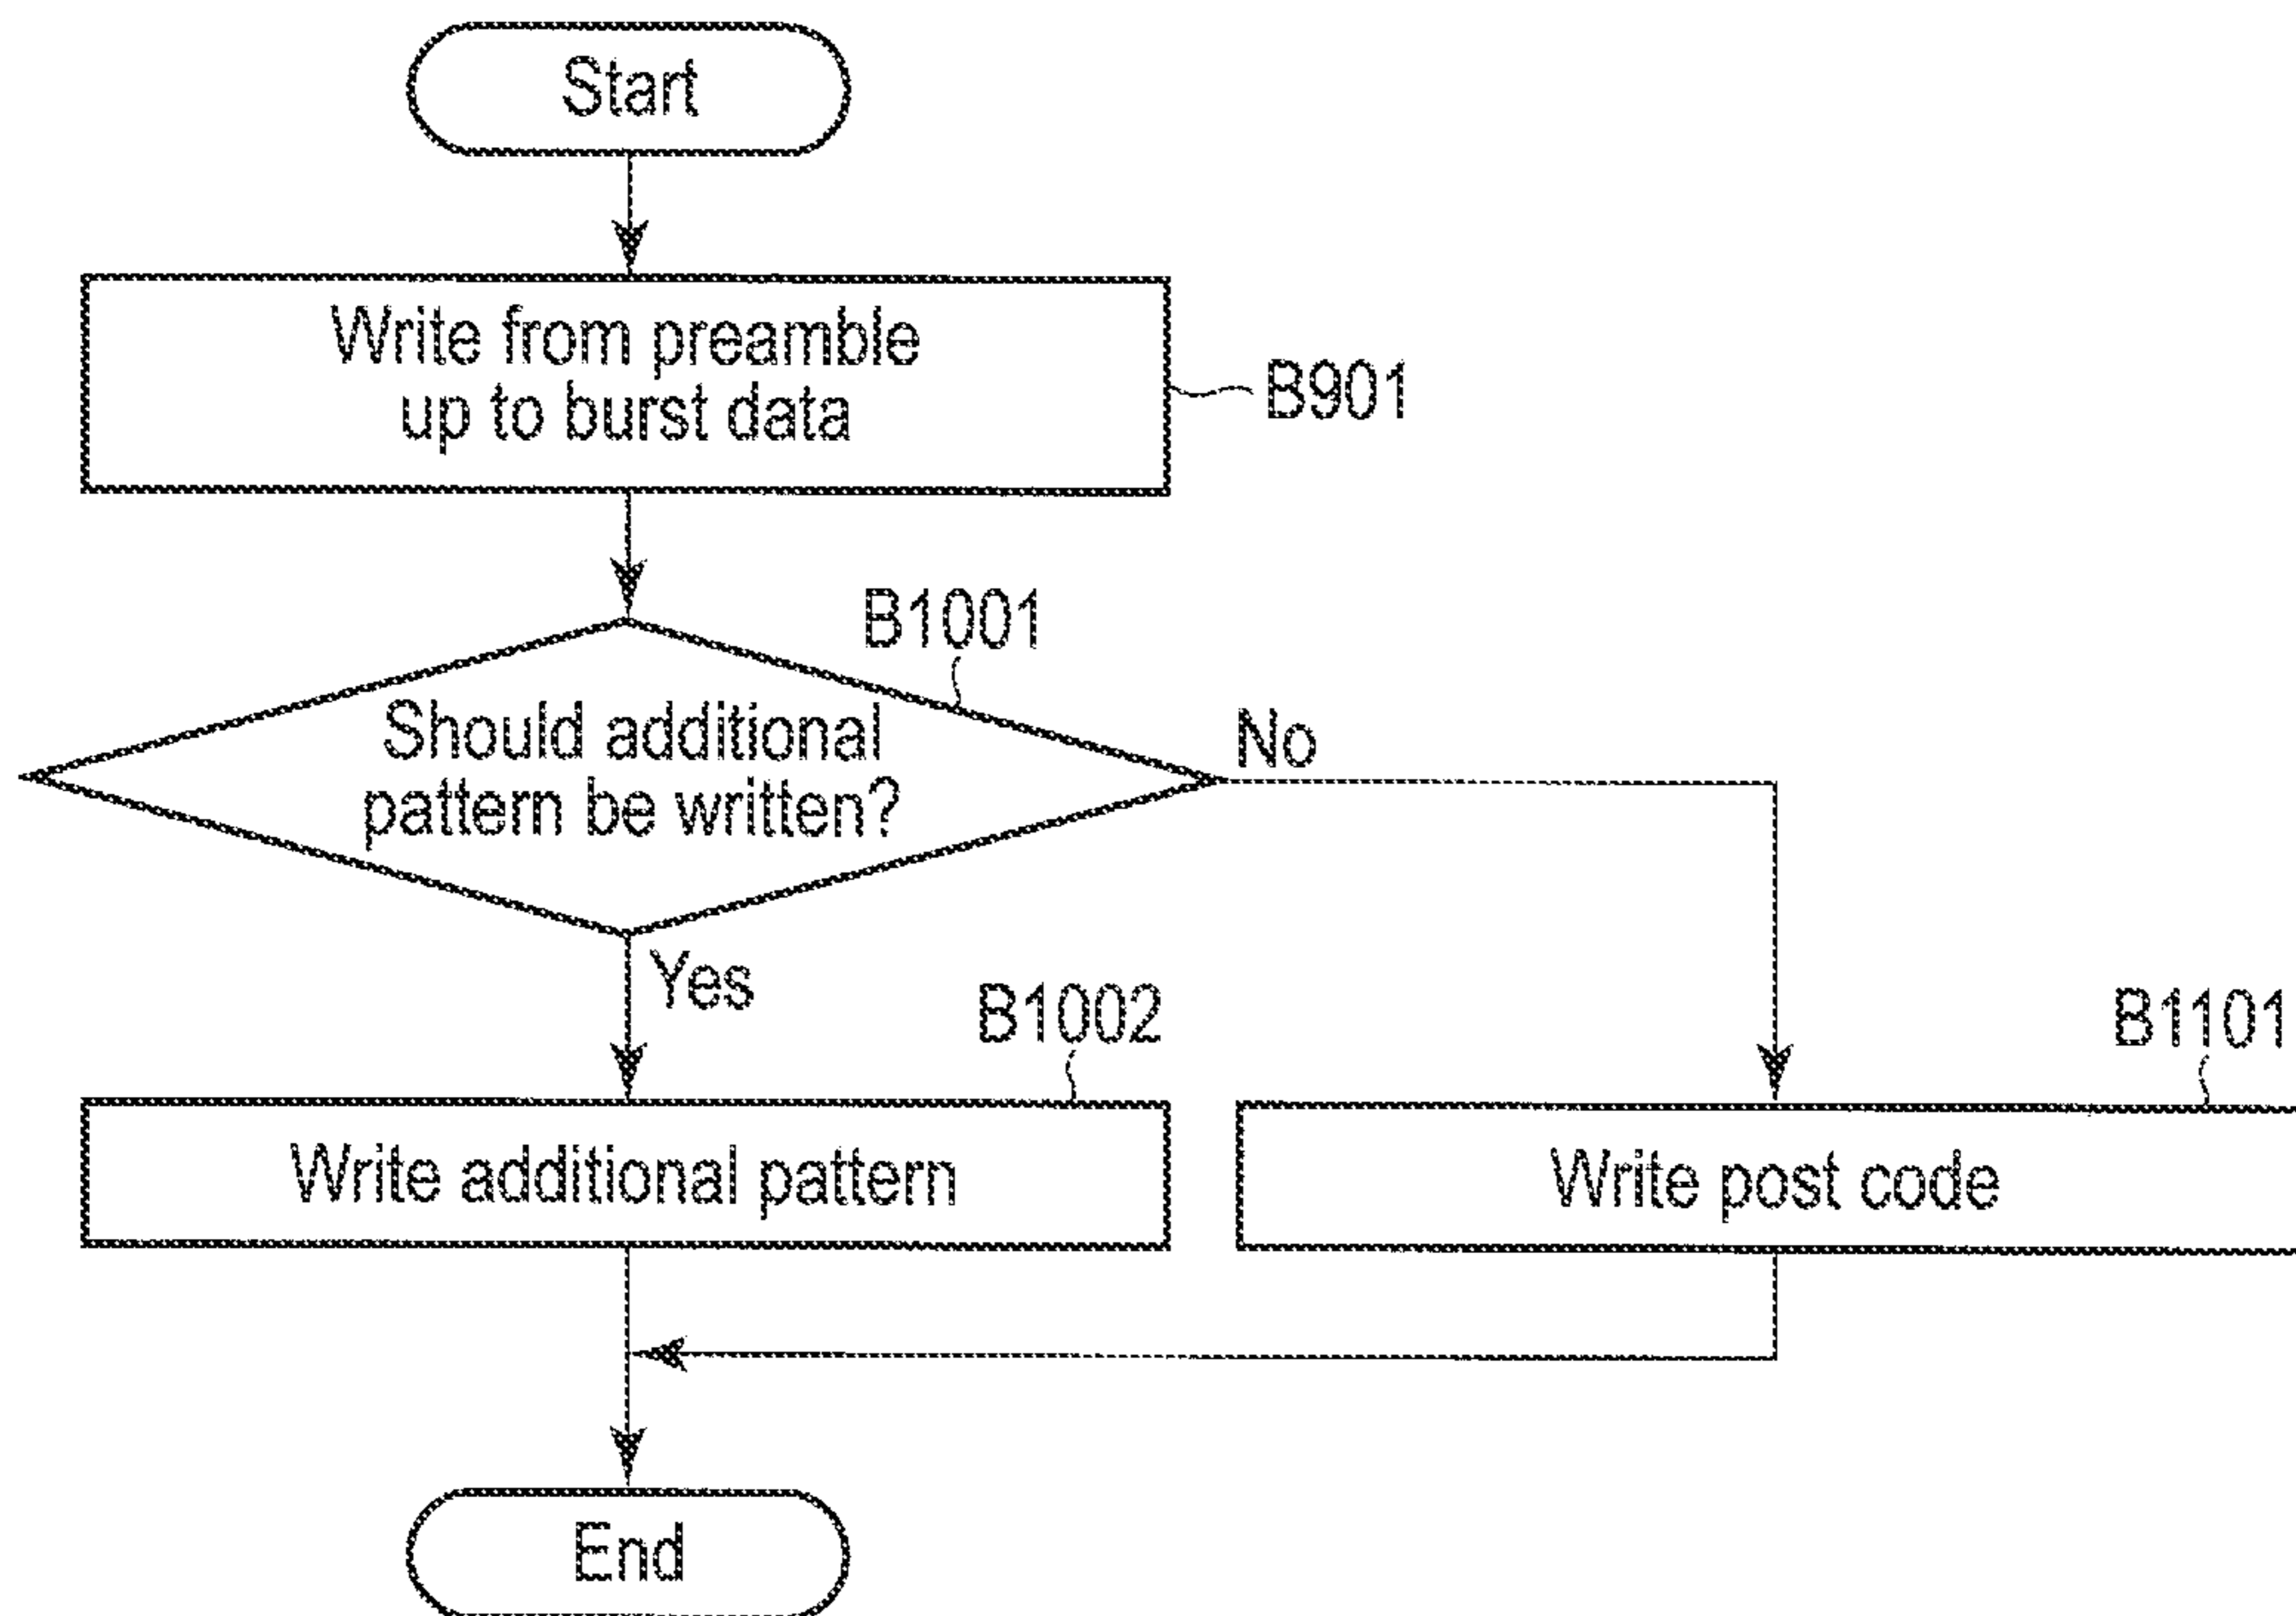 Start
Write from preamble
up to burst data
B901
B1001
Should additional
pattern be written?
No
Yes
B1002
B1101
Write additional pattern
Write post code
End